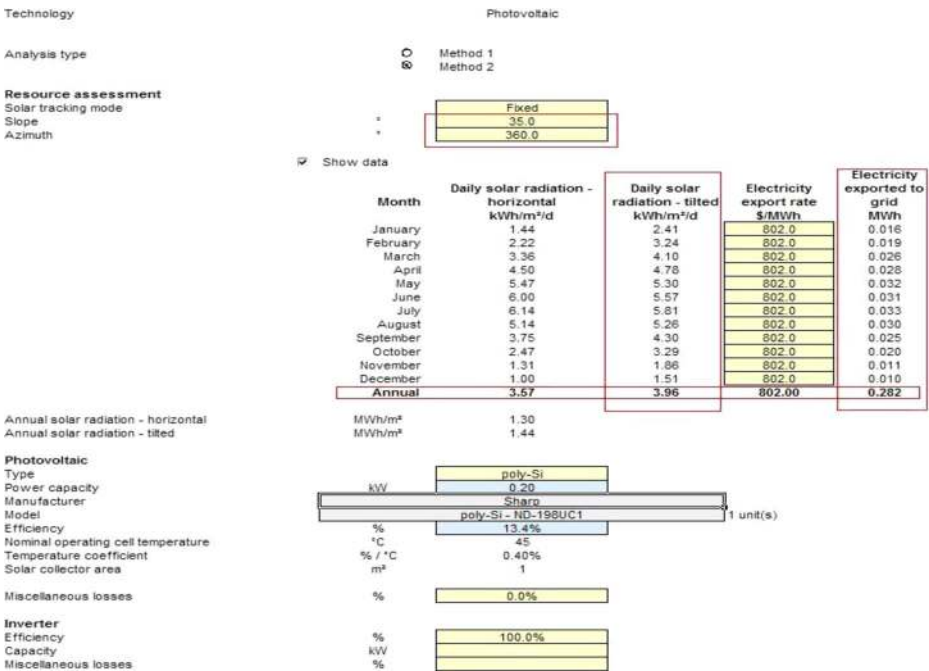 Technology Photovoltaic
Analysis type Method 1
Method 2
Resource assessment
Solar tracking mode Fixed
Slope ° 35.0
Azimuth ° 360.0
Show data
Month Daily solar radiation - horizontal kWh/m²/d Daily solar radiation - tilted kWh/m²/d Electricity export rate $/MWh Electricity exported to grid MWh
January 1.44 2.41 802.0 0.016
February 2.22 3.24 802.0 0.019
March 3.36 4.10 802.0 0.026
April 4.50 4.78 802.0 0.028
May 5.47 5.30 802.0 0.032
June 6.00 5.57 802.0 0.031
July 6.14 5.81 802.0 0.033
August 5.14 5.26 802.0 0.030
September 3.75 4.30 802.0 0.025
October 2.47 3.29 802.0 0.020
November 1.31 1.86 802.0 0.011
December 1.00 1.51 802.0 0.010
Annual 3.57 3.96 802.00 0.282
Annual solar radiation - horizontal MWh/m² 1.30
Annual solar radiation - tilted MWh/m² 1.44
Photovoltaic
Type poly-Si
Power capacity kW 0.20
Manufacturer Sharp
Model poly-Si - ND-198UC1 1 unit(s)
Efficiency % 13.4%
Nominal operating cell temperature °C 45
Temperature coefficient % / °C 0.40%
Solar collector area m² 1
Miscellaneous losses % 0.0%
Inverter
Efficiency % 100.0%
Capacity kW
Miscellaneous losses %